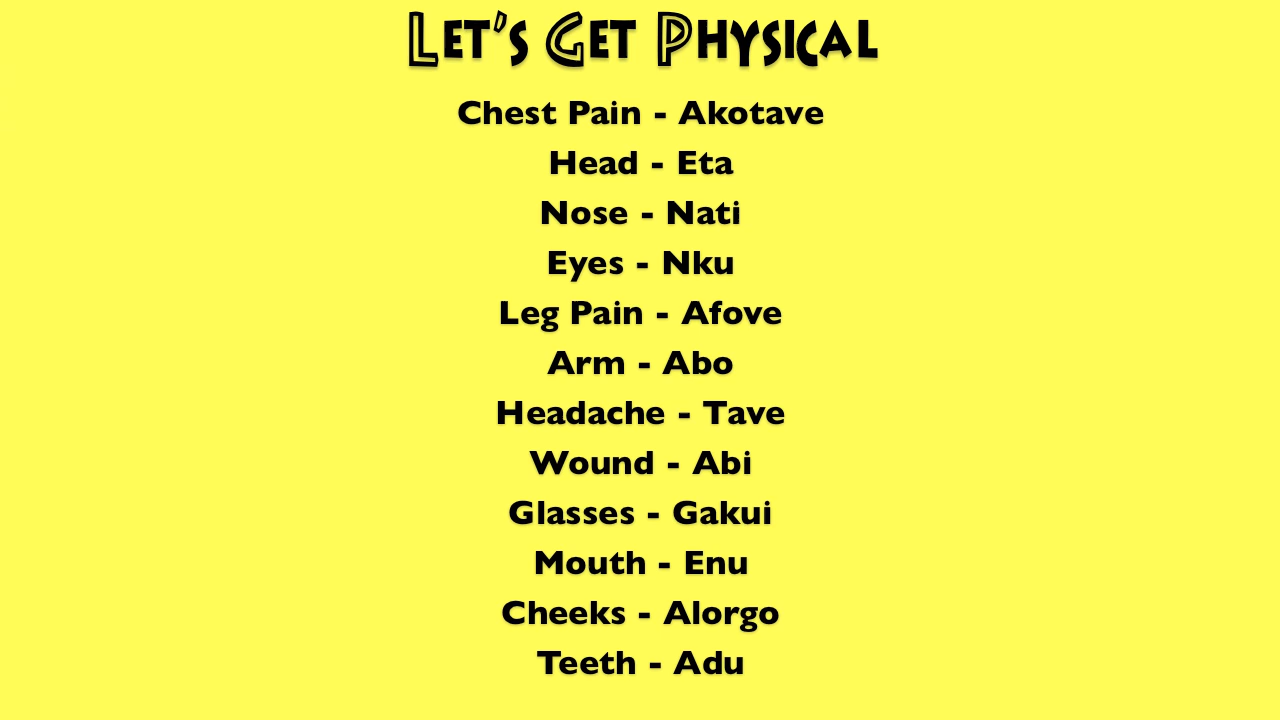 Let's Get Physical
Chest Pain - Akotave
Head - Eta
Nose - Nati
Eyes - Nku
Leg Pain - Afove
Arm - Abo
Headache - Tave
Wound - Abi
Glasses - Gakui
Mouth - Enu
Cheeks - Alorgo
Teeth - Adu